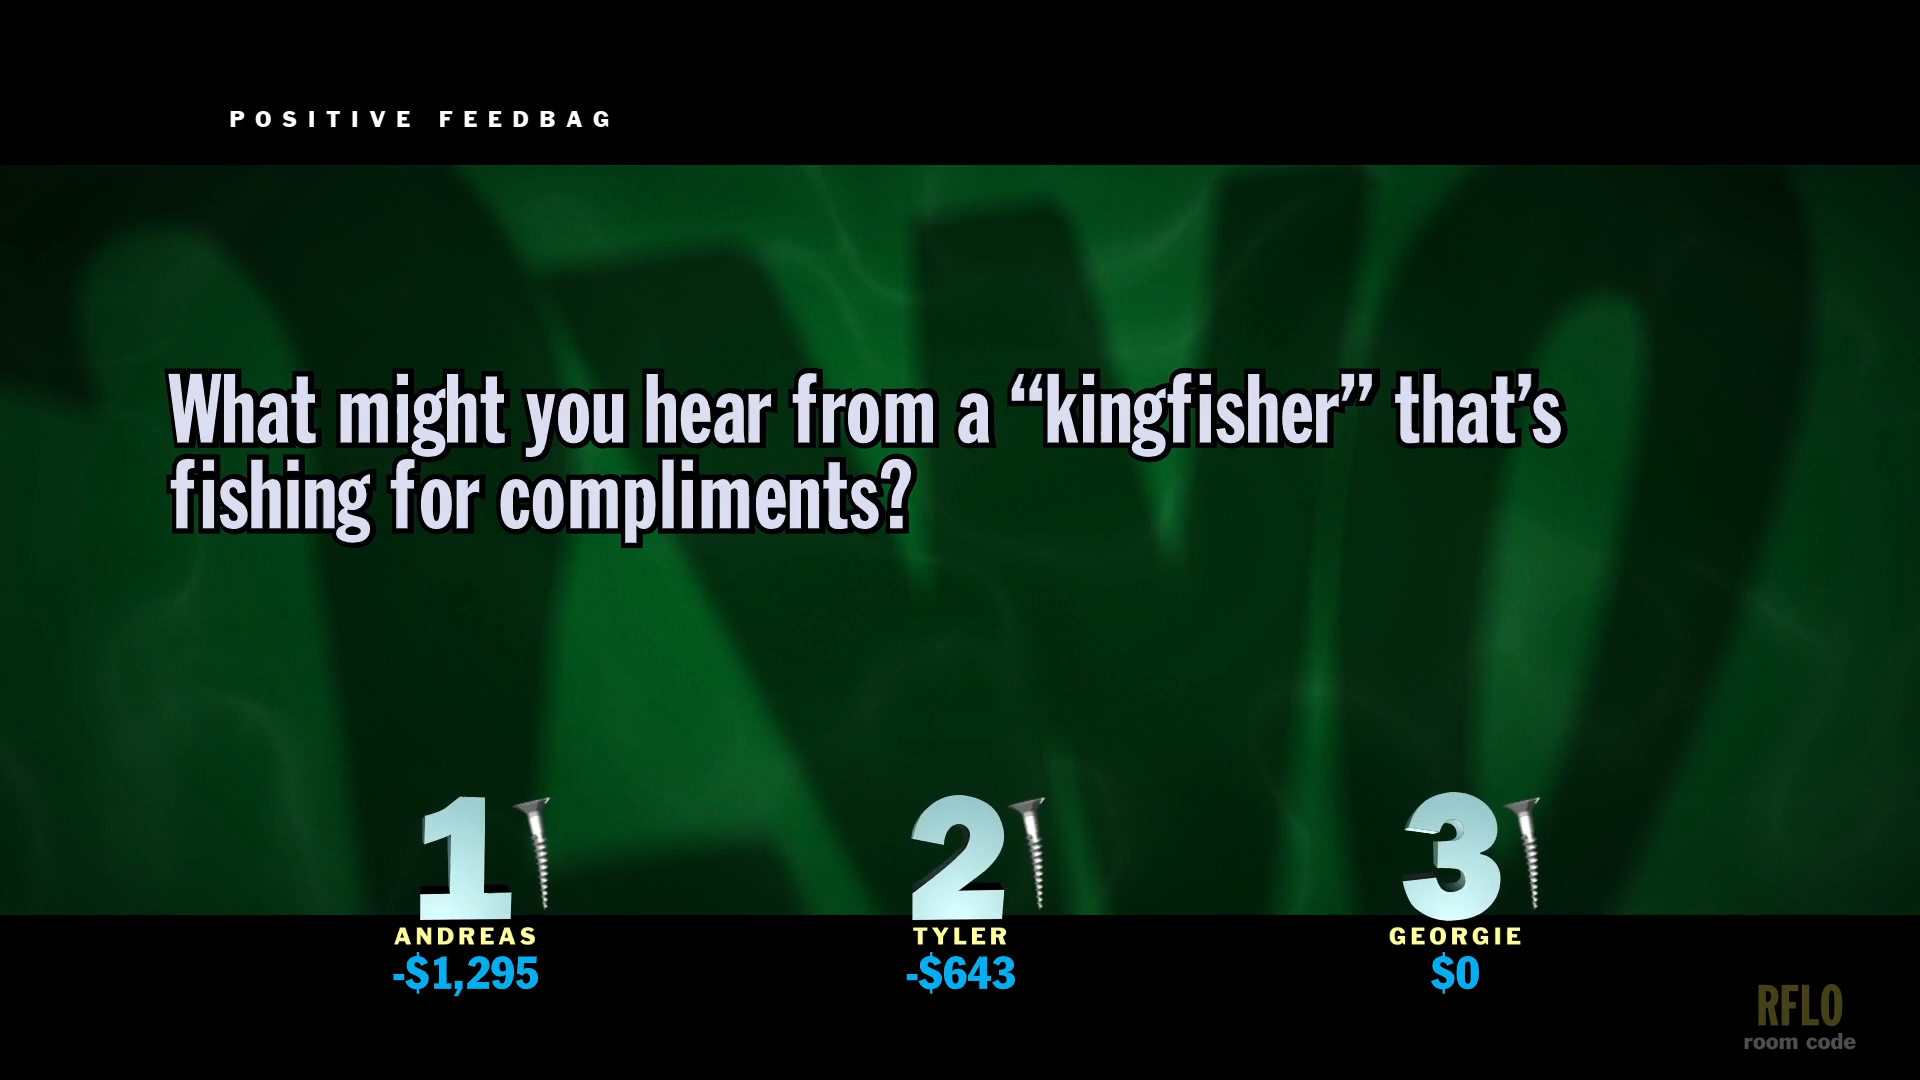 POSITIVE FEEDBAG
What might you hear from a “kingfisher” that’s
fishing for compliments?
1
2
3
ANDREAS
TYLER
GEORGIE
-$1,295
-$643
$0
RFLO
room code